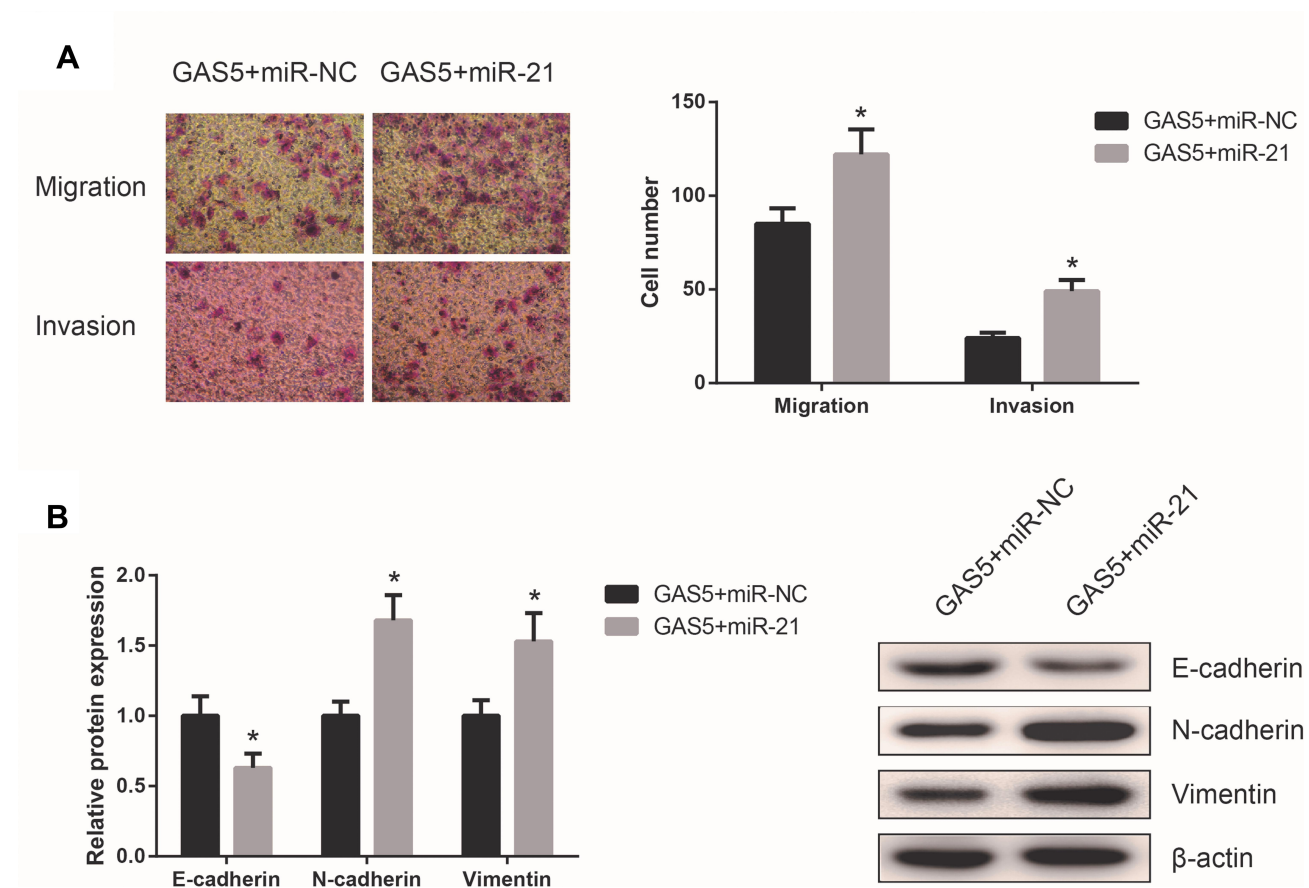 A
GAS5+miR-NC GAS5+miR-21
Migration
Invasion
150
100
50
0
Cell number
*
*
Migration Invasion
GAS5+miR-NC
GAS5+miR-21
B
2.0
1.5
1.0
0.5
0.0
Relative protein expression
*
*
*
E-cadherin N-cadherin Vimentin
GAS5+miR-NC
GAS5+miR-21
GAS5+miR-NC
GAS5+miR-21
E-cadherin
N-cadherin
Vimentin
β-actin